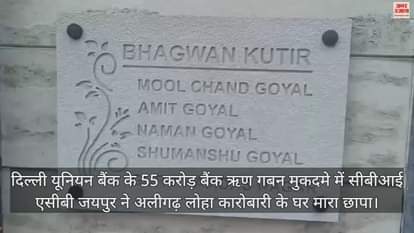 BHAGWAN KUTIR
MOOL CHAND GOYAL
AMIT GOYAL
NAMAN GOYAL
SHUMANSHU GOYAL
दिल्ली यूनियन बैंक के 55 करोड़ बैंक ऋण गबन मुकदमे में सीबीआई
एसीबी जयपुर ने अलीगढ़ लोहा कारोबारी के घर मारा छापा।